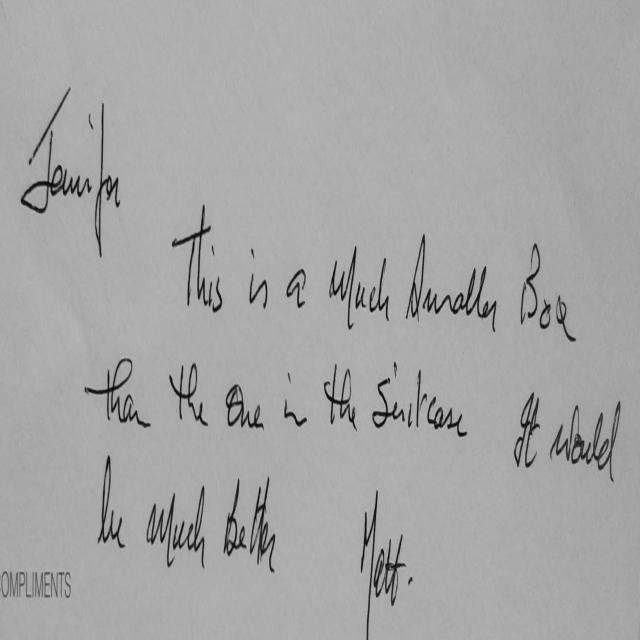 Jennifer
This is a much smaller Box
than the one in the suitcase It would
be much better Matt.
OMPLIMENTS